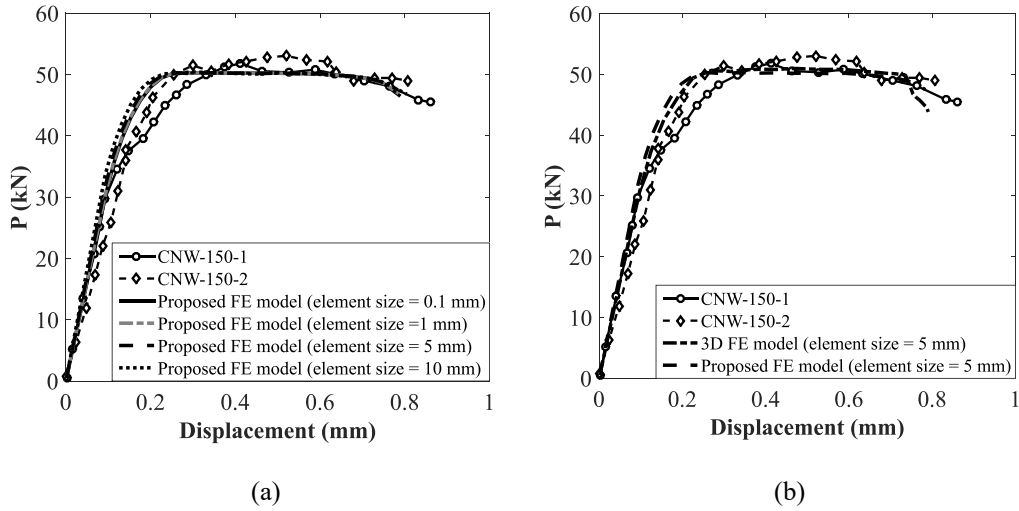 60
50
40
30
20
10
0
P (kN)
CNW-150-1
CNW-150-2
Proposed FE model (element size = 0.1 mm)
Proposed FE model (element size =1 mm)
Proposed FE model (element size = 5 mm)
Proposed FE model (element size = 10 mm)
0 0.2 0.4 0.6 0.8 1
Displacement (mm)
(a)
60
50
40
30
20
10
0
P (kN)
CNW-150-1
CNW-150-2
3D FE model (element size = 5 mm)
Proposed FE model (element size = 5 mm)
0 0.2 0.4 0.6 0.8 1
Displacement (mm)
(b)